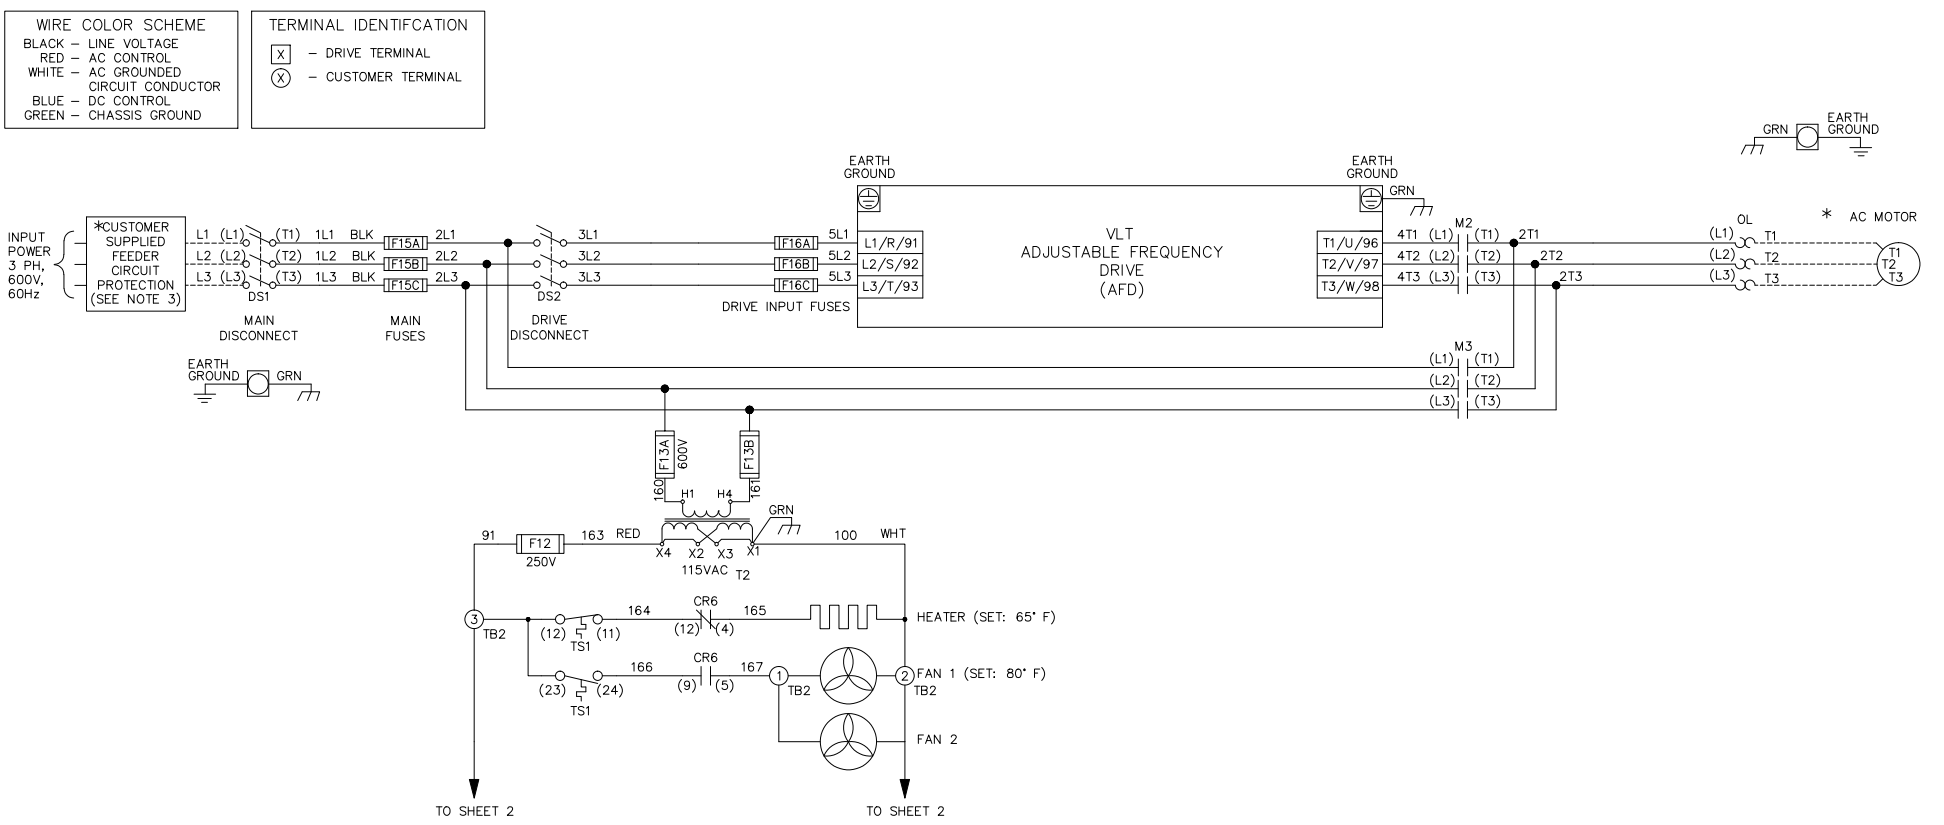 WIRE COLOR SCHEME
BLACK – LINE VOLTAGE
RED – AC CONTROL
WHITE – AC GROUNDED
CIRCUIT CONDUCTOR
BLUE – DC CONTROL
GREEN – CHASSIS GROUND
TERMINAL IDENTIFCATION
X – DRIVE TERMINAL
X – CUSTOMER TERMINAL
INPUT
POWER
3 PH,
600V,
60Hz
*CUSTOMER
SUPPLIED
FEEDER
CIRCUIT
PROTECTION
(SEE NOTE 3)
L1 (L1) (T1) 1L1 BLK F15A 2L1 3L1 F16A 5L1 L1/R/91
L2 (L2) (T2) 1L2 BLK F15B 2L2 3L2 F16B 5L2 L2/S/92
L3 (L3) (T3) 1L3 BLK F15C 2L3 3L3 F16C 5L3 L3/T/93
DS1
DS2
MAIN
DISCONNECT
MAIN
FUSES
DRIVE
DISCONNECT
DRIVE INPUT FUSES
EARTH
GROUND
EARTH
GROUND
GRN
VLT
ADJUSTABLE FREQUENCY
DRIVE
(AFD)
M2
T1/U/96 4T1 (L1) (T1) 2T1
T2/V/97 4T2 (L2) (T2) 2T2
T3/W/98 4T3 (L3) (T3) 2T3
GRN
EARTH
GROUND
OL
* AC MOTOR
(L1) T1
(L2) T2
(L3) T3
T1
T2
T3
M3
(L1) (T1)
(L2) (T2)
(L3) (T3)
EARTH
GROUND
GRN
F13A
600V
F13B
160
161
H1 H4
GRN
91 F12 163 RED
250V
X4 X2 X3 X1
100 WHT
115VAC T2
3
TB2
(12) (11)
TS1
164
CR6
(12) (4)
165
HEATER (SET: 65° F)
(23) (24)
TS1
166
CR6
(9) (5)
167
1
TB2
2
TB2
FAN 1 (SET: 80° F)
FAN 2
TO SHEET 2
TO SHEET 2